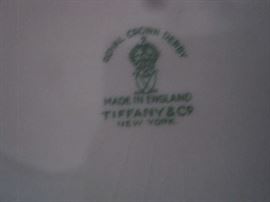 ROYAL CROWN DERBY
MADE IN ENGLAND
TIFFANY & Co
NEW YORK